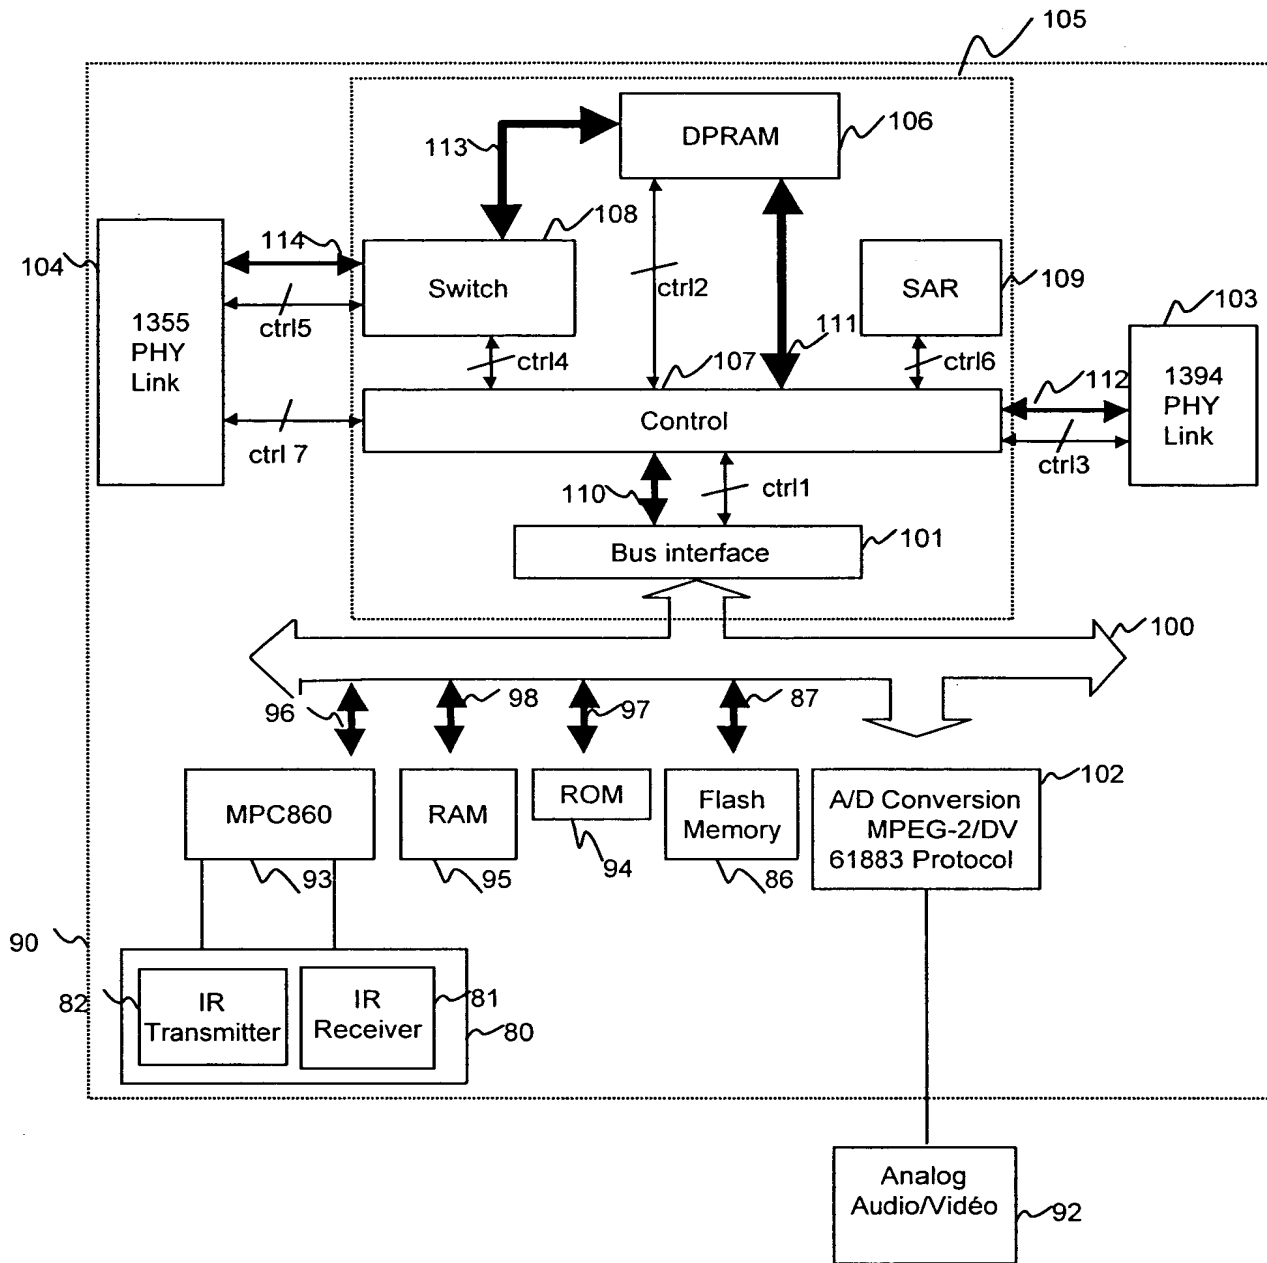 105
DPRAM
106
113
108
114
104
Switch
ctrl2
SAR
109
103
1355
PHY
Link
ctrl5
ctrl4
107
111
ctrl6
112
1394
PHY
Link
Control
ctrl 7
ctrl3
110
ctrl1
Bus interface
101
100
96
98
97
87
102
MPC860
RAM
ROM
Flash
Memory
A/D Conversion
MPEG-2/DV
61883 Protocol
93
95
94
86
90
82
IR
Transmitter
IR
Receiver
81
80
Analog
Audio/Vidéo
92